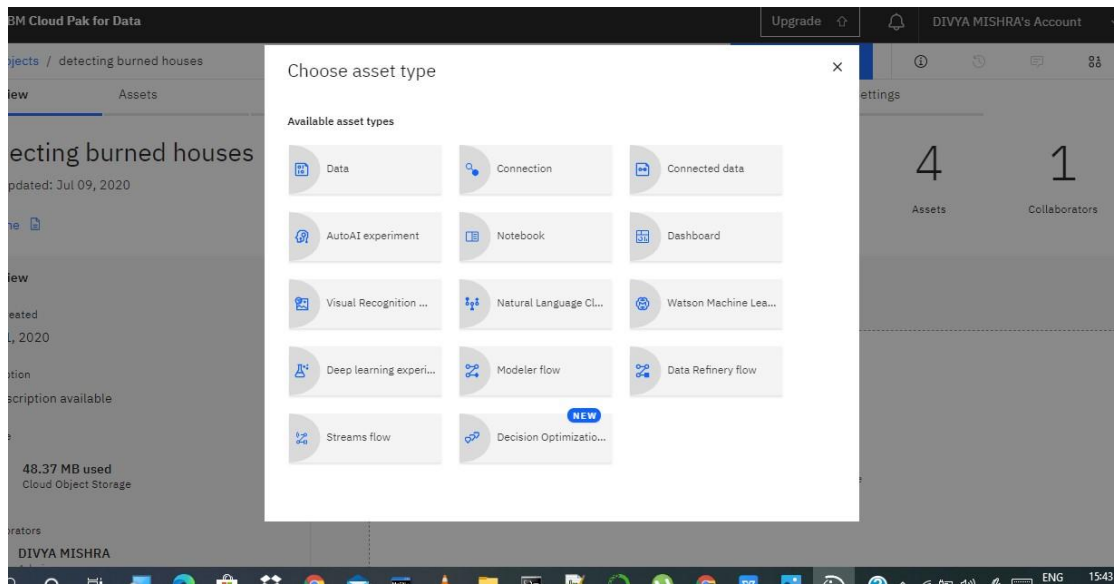 BM Cloud Pak for Data
Upgrade
DIVYA MISHRA's Account
ojects / detecting burned houses
iew
Assets
ettings
Choose asset type
Available asset types
Data
Connection
Connected data
AutoAI experiment
Notebook
Dashboard
Visual Recognition ...
Natural Language Cl...
Watson Machine Lea...
Deep learning experi...
Modeler flow
Data Refinery flow
Streams flow
NEW
Decision Optimizatio...
ecting burned houses
pdated: Jul 09, 2020
4
Assets
1
Collaborators
iew
eated
1, 2020
ption
scription available
48.37 MB used
Cloud Object Storage
orators
DIVYA MISHRA
ENG
15:43